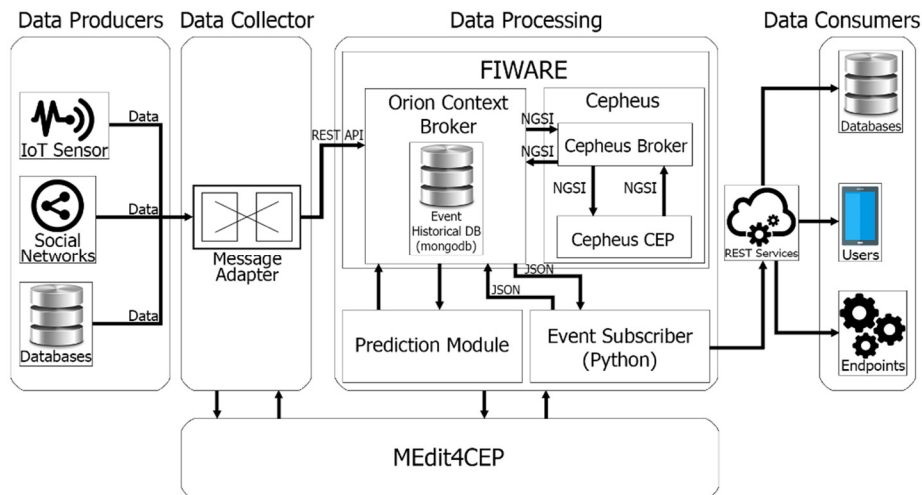 Data Producers
Data Collector
Data Processing
Data Consumers
IoT Sensor
Data
Social
Networks
Data
Databases
Data
Message
Adapter
REST API
FIWARE
Orion Context
Broker
Event
Historical DB
(mongodb)
NGSI
NGSI
Cepheus
Cepheus Broker
NGSI
NGSI
Cepheus CEP
JSON
JSON
Prediction Module
Event Subscriber
(Python)
REST Services
Databases
Users
Endpoints
MEdit4CEP